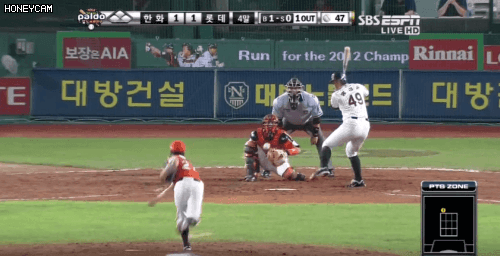 HONEYCAM
paldo
한화 1 1 롯데 4말 B 1-S 0 1OUT 47
SBS ESPN
LIVE HD
보장은AIA
Run for the 2012 Champ
Rinnai
RE
대방건설
N
대방
대방
49
PTS ZONE